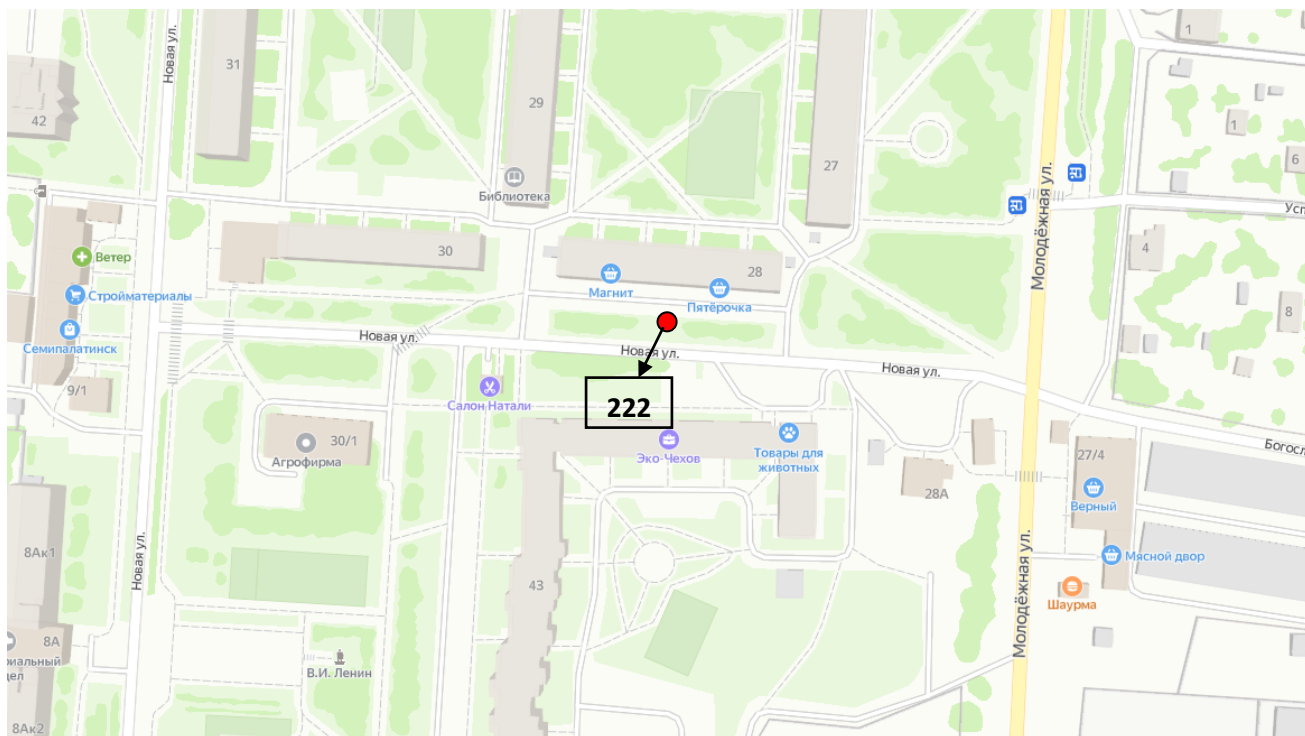 1
Новая ул.
31
29
42
27
1
6
Библиотека
Молодёжная ул.
Усп
4
30
28
Ветер
Магнит
Пятёрочка
Стройматериалы
8
Семипалатинск
Новая ул.
Новая ул.
Новая ул.
9/1
Салон Натали
222
30/1
Агрофирма
Эко-Чехов
Товары для
животных
Богосл
27/4
28А
Верный
8Ак1
Новая ул.
43
Мясной двор
Молодёжная ул.
Шаурма
8А
риальный
дел
В.И. Ленин
8Ак2